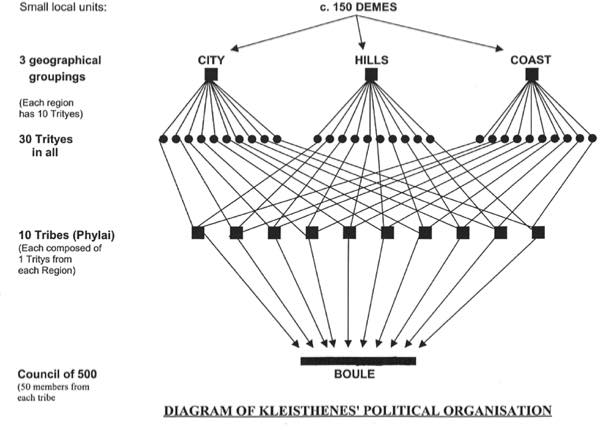 Small local units:
c. 150 DEMES
3 geographical
groupings
CITY
HILLS
COAST
(Each region
has 10 Trityes)
30 Trityes
in all
10 Tribes (Phylai)
(Each composed of
1 Tritys from
each Region)
Council of 500
(50 members from
each tribe
BOULE
DIAGRAM OF KLEISTHENES' POLITICAL ORGANISATION